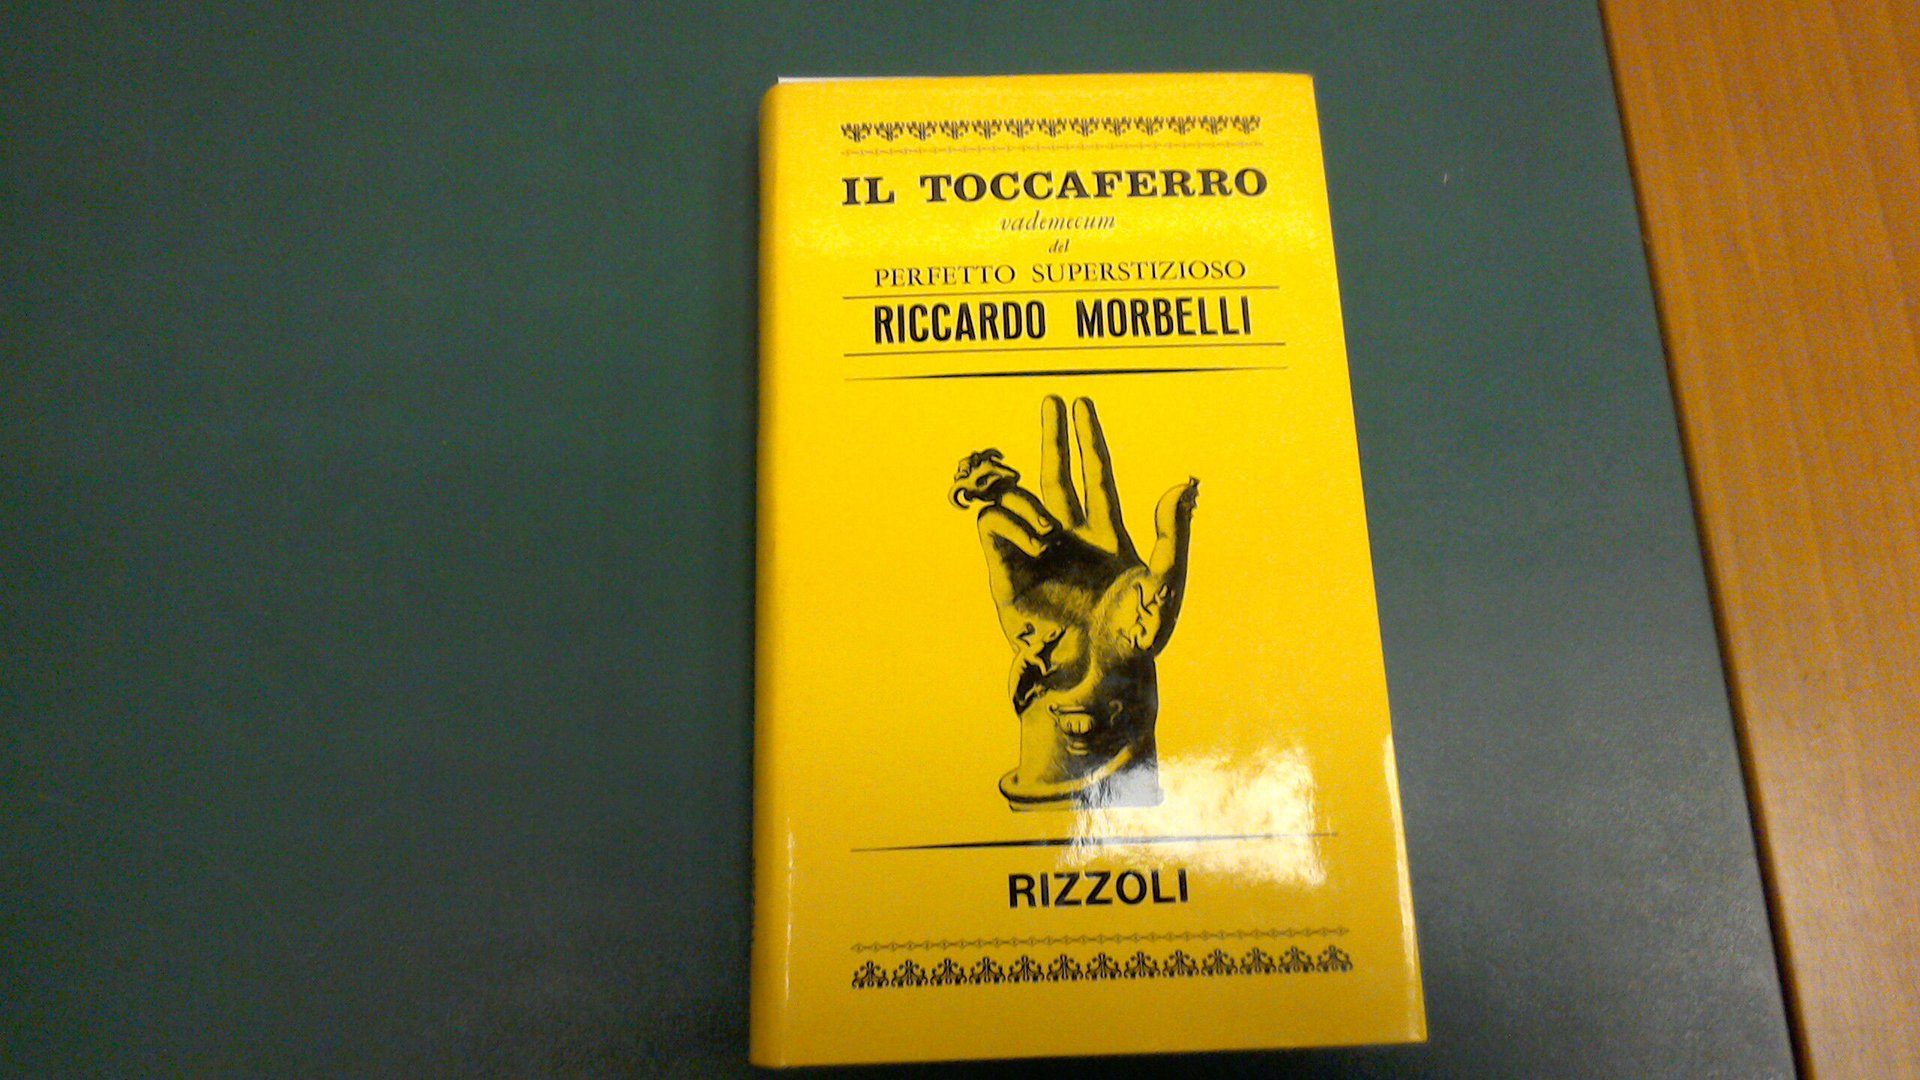 IL TOCCAFERRO
vademecum
del
PERFETTO SUPERSTIZIOSO
RICCARDO MORBELLI
RIZZOLI